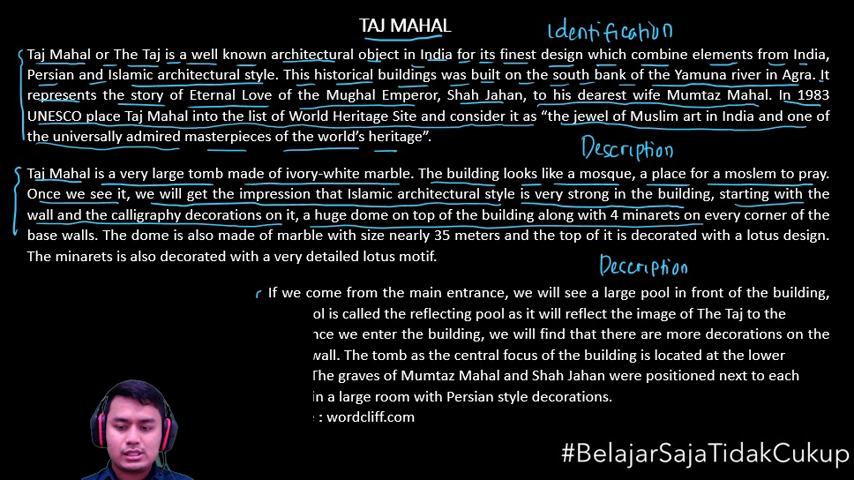 TAJ MAHAL
Identification
Taj Mahal or The Taj is a well known architectural object in India for its finest design which combine elements from India,
Persian and Islamic architectural style. This historical buildings was built on the south bank of the Yamuna river in Agra. It
represents the story of Eternal Love of the Mughal Emperor, Shah Jahan, to his dearest wife Mumtaz Mahal. In 1983
UNESCO place Taj Mahal into the list of World Heritage Site and consider it as “the jewel of Muslim art in India and one of
the universally admired masterpieces of the world’s heritage”.
Description
Taj Mahal is a very large tomb made of ivory-white marble. The building looks like a mosque, a place for a moslem to pray.
Once we see it, we will get the impression that Islamic architectural style is very strong in the building, starting with the
wall and the calligraphy decorations on it, a huge dome on top of the building along with 4 minarets on every corner of the
base walls. The dome is also made of marble with size nearly 35 meters and the top of it is decorated with a lotus design.
The minarets is also decorated with a very detailed lotus motif.
Deccription
If we come from the main entrance, we will see a large pool in front of the building,
is called the reflecting pool as it will reflect the image of The Taj to the
we enter the building, we will find that there are more decorations on the
wall. The tomb as the central focus of the building is located at the lower
The graves of Mumtaz Mahal and Shah Jahan were positioned next to each
in a large room with Persian style decorations.
: wordcliff.com
#BelajarSajaTidakCukup